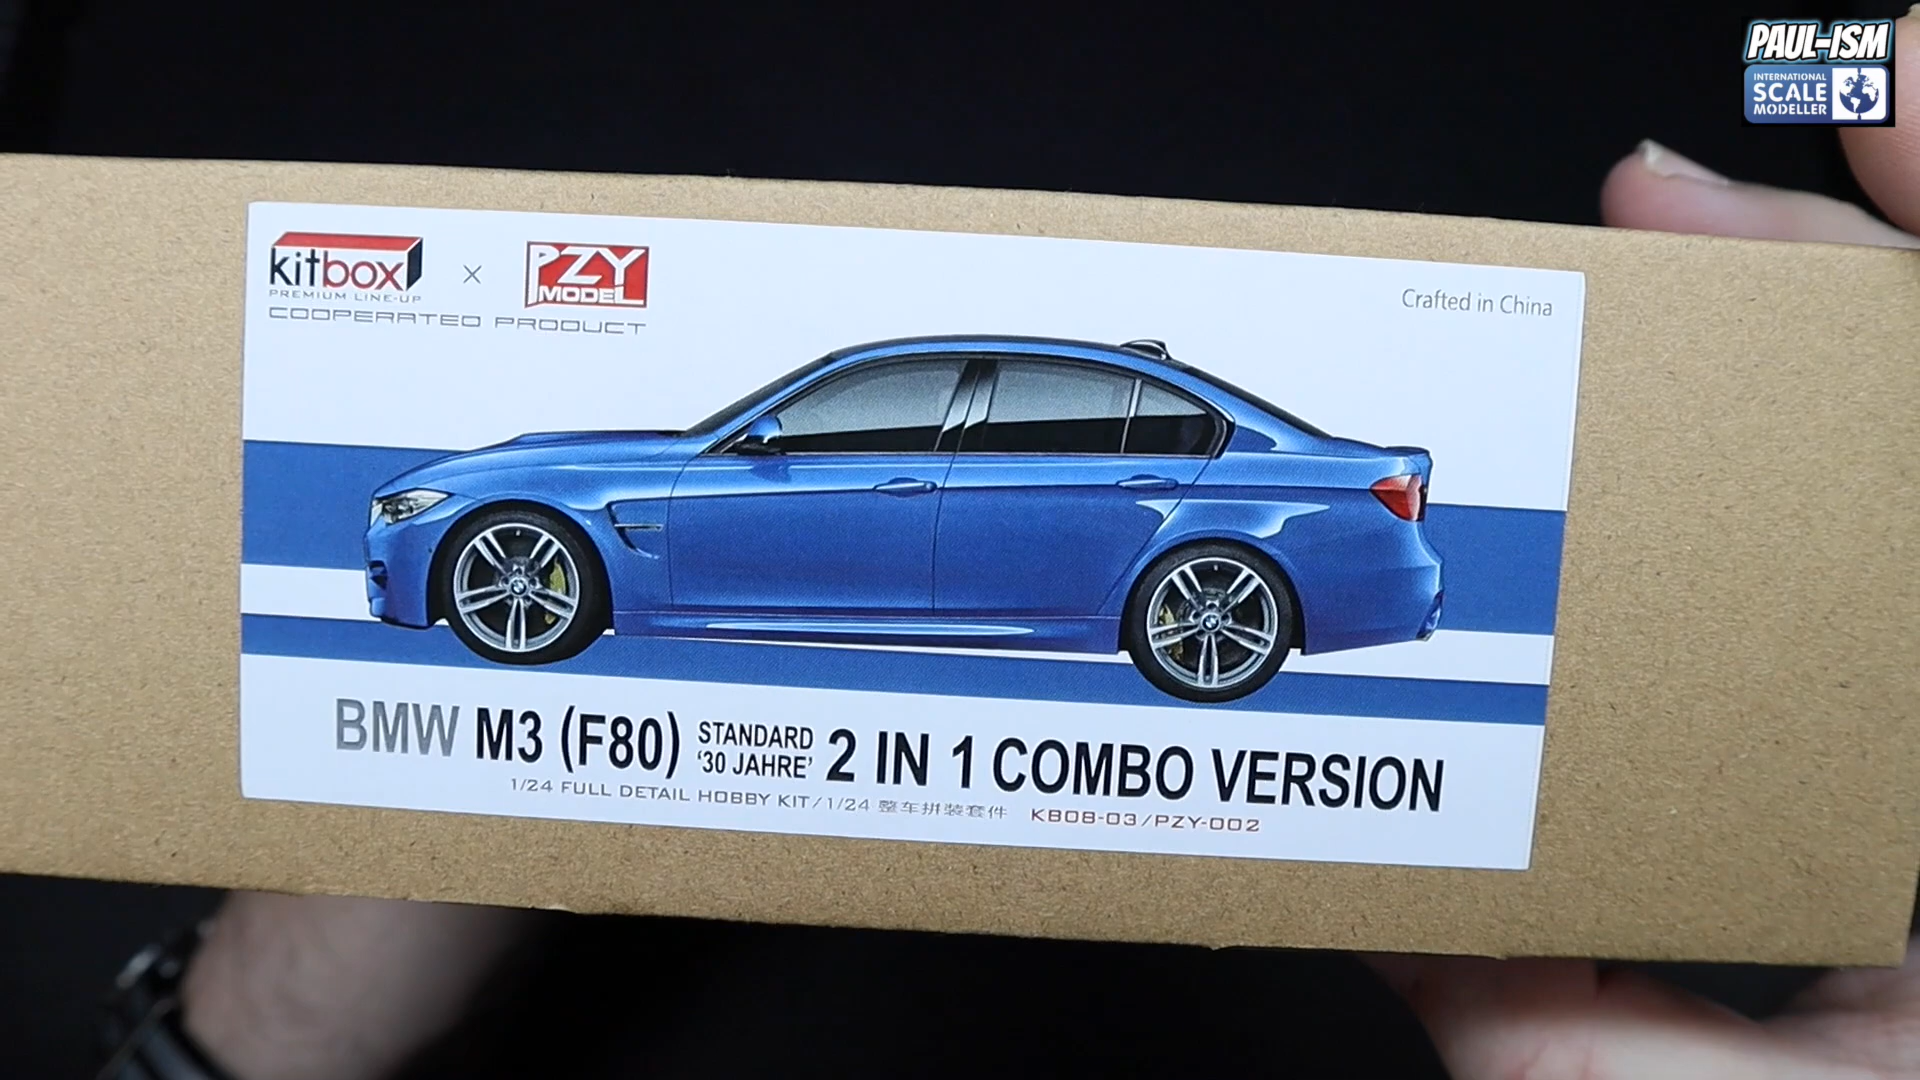 PAUL-ISM
INTERNATIONAL
SCALE
MODELLER
kitbox × PZY MODEL
PREMIUM LINE-UP
COOPERATED PRODUCT
Crafted in China
BMW M3 (F80) STANDARD '30 JAHRE' 2 IN 1 COMBO VERSION
1/24 FULL DETAIL HOBBY KIT/1/24 整车拼装套件 KB08-03/PZY-002